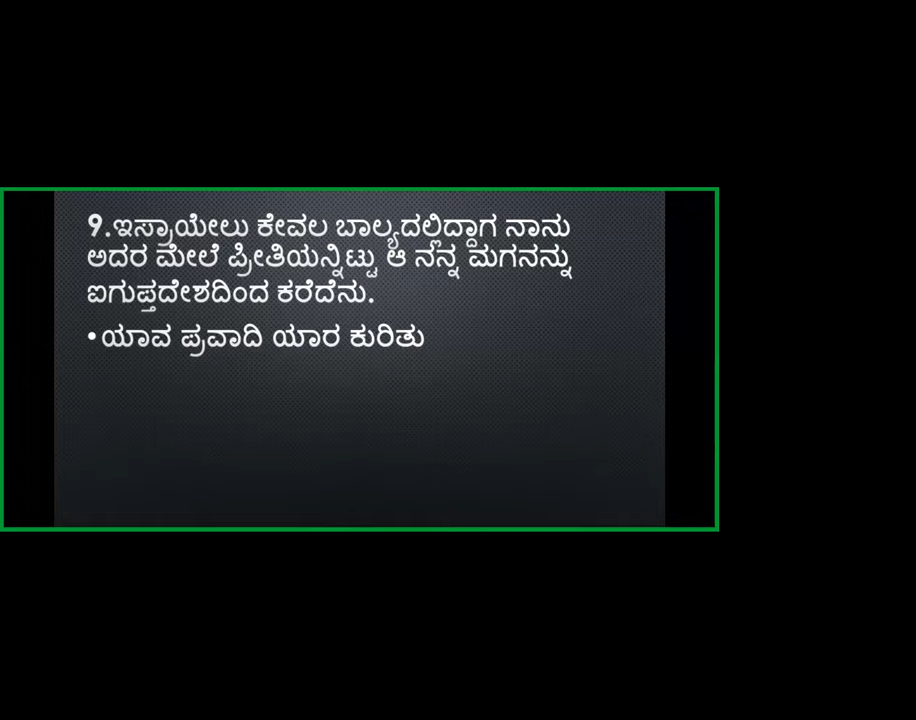 9.ಇಸ್ರಾಯೇಲು ಕೇವಲ ಬಾಲ್ಯದಲ್ಲಿದ್ದಾಗ ನಾನು
ಅದರ ಮೇಲೆ ಪ್ರೀತಿಯನ್ನಿಟ್ಟು ಆ ನನ್ನ ಮಗನನ್ನು
ಐಗುಪ್ತದೇಶದಿಂದ ಕರೆದೆನು.
•ಯಾವ ಪ್ರವಾದಿ ಯಾರ ಕುರಿತು